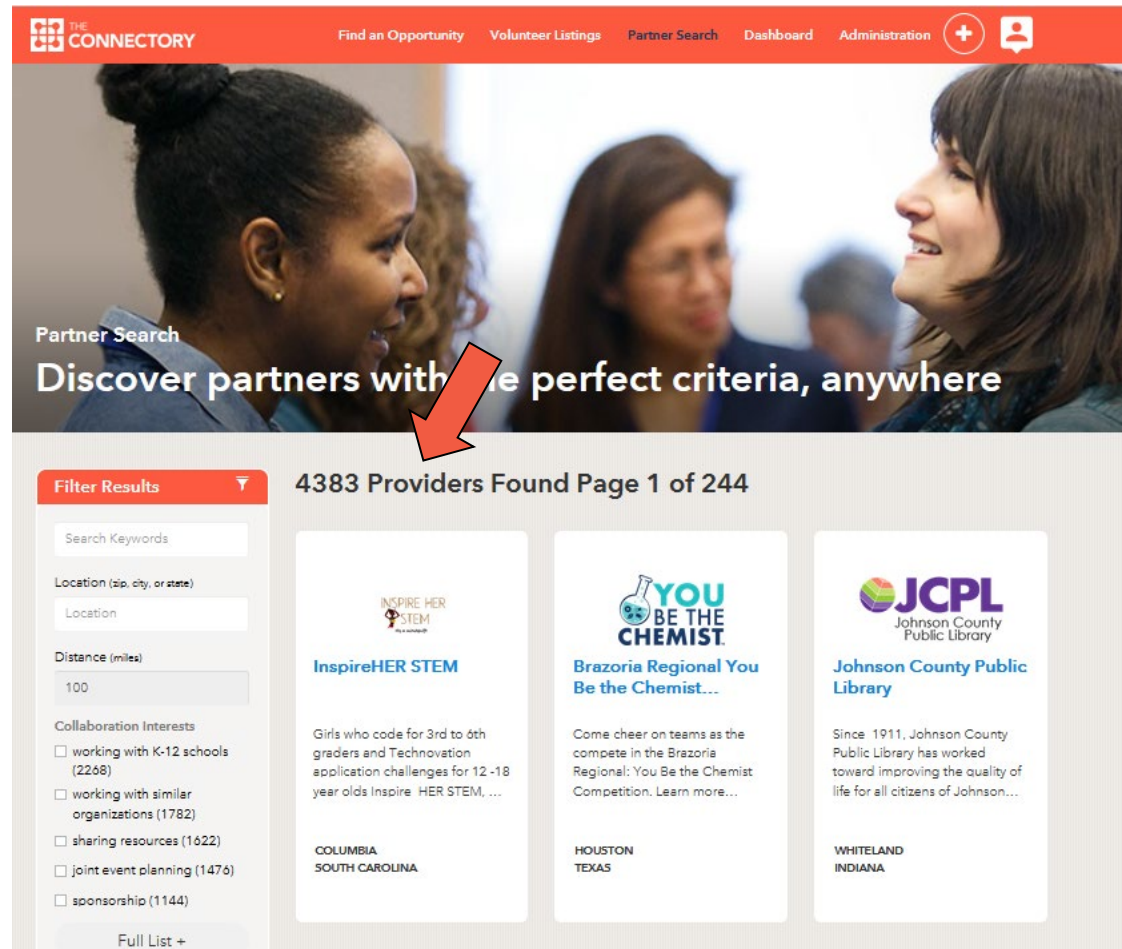 THE
CONNECTORY
Find an Opportunity Volunteer Listings Partner Search Dashboard Administration
Partner Search
Discover partners with perfect criteria, anywhere
Filter Results
Search Keywords
Location (zip, city, or state)
Location
Distance (miles)
100
Collaboration Interests
working with K-12 schools
(2268)
working with similar
organizations (1782)
sharing resources (1622)
joint event planning (1476)
sponsorship (1144)
Full List +
4383 Providers Found Page 1 of 244
INSPIRE HER
STEM
InspireHER STEM
Girls who code for 3rd to 6th
graders and Technovation
application challenges for 12 -18
year olds Inspire HER STEM, ...
COLUMBIA
SOUTH CAROLINA
YOU
BE THE
CHEMIST
Brazoria Regional You
Be the Chemist...
Come cheer on teams as the
compete in the Brazoria
Regional: You Be the Chemist
Competition. Learn more...
HOUSTON
TEXAS
JCPL
Johnson County
Public Library
Johnson County Public
Library
Since 1911, Johnson County
Public Library has worked
toward improving the quality of
life for all citizens of Johnson...
WHITELAND
INDIANA